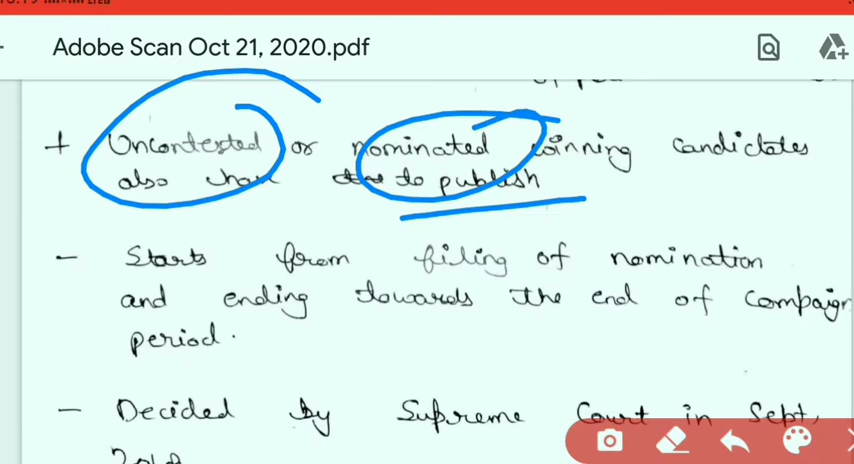 Adobe Scan Oct 21, 2020.pdf
+ Uncontested or nominated winning candidates
also have to publish
- Starts from filing of nomination
and ending towards the end of compaign
period.
- Decided by Supreme Court in Sept,